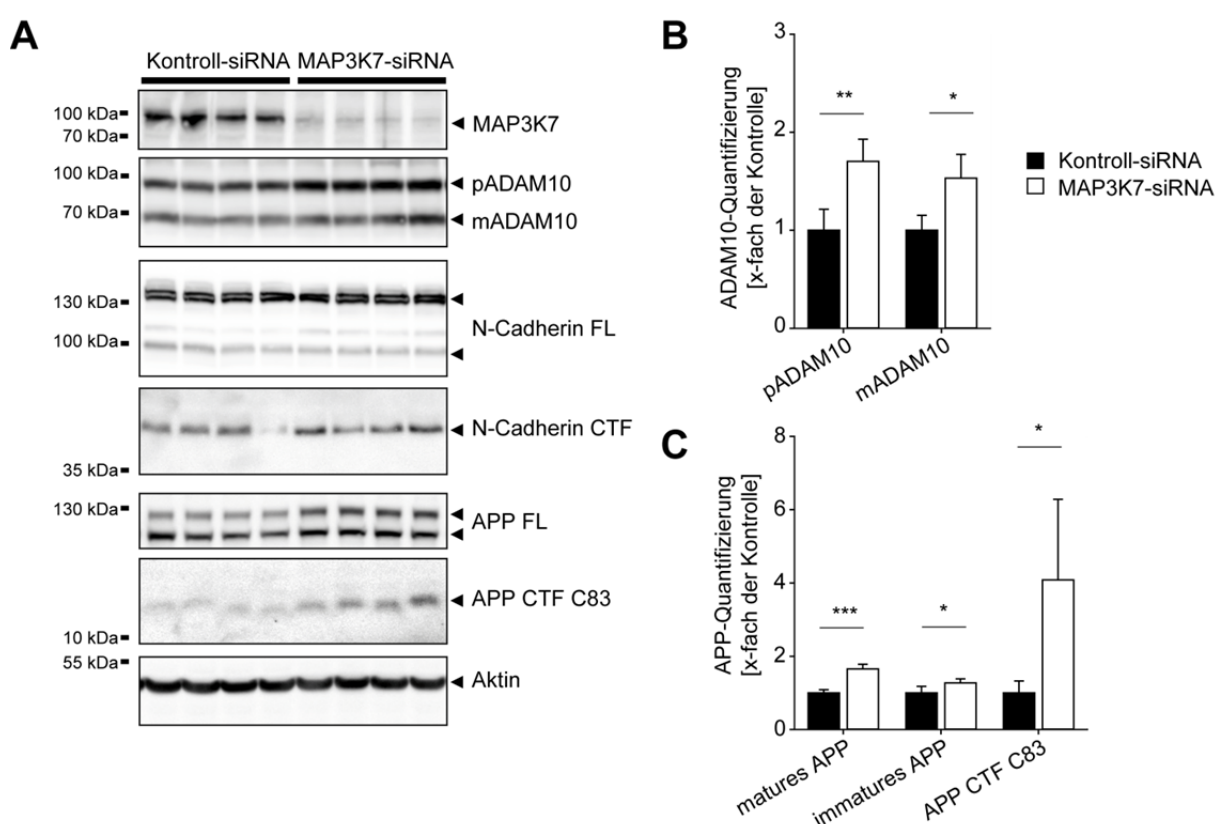 A
Kontroll-siRNA MAP3K7-siRNA
100 kDa
70 kDa
MAP3K7
100 kDa
70 kDa
pADAM10
mADAM10
130 kDa
100 kDa
N-Cadherin FL
35 kDa
N-Cadherin CTF
130 kDa
APP FL
10 kDa
APP CTF C83
55 kDa
Aktin
B
ADAM10-Quantifizierung
[x-fach der Kontrolle]
3
2
1
0
**
*
pADAM10
mADAM10
Kontroll-siRNA
MAP3K7-siRNA
C
APP-Quantifizierung
[x-fach der Kontrolle]
8
6
4
2
0
***
*
*
matures APP
immatures APP
APP CTF C83